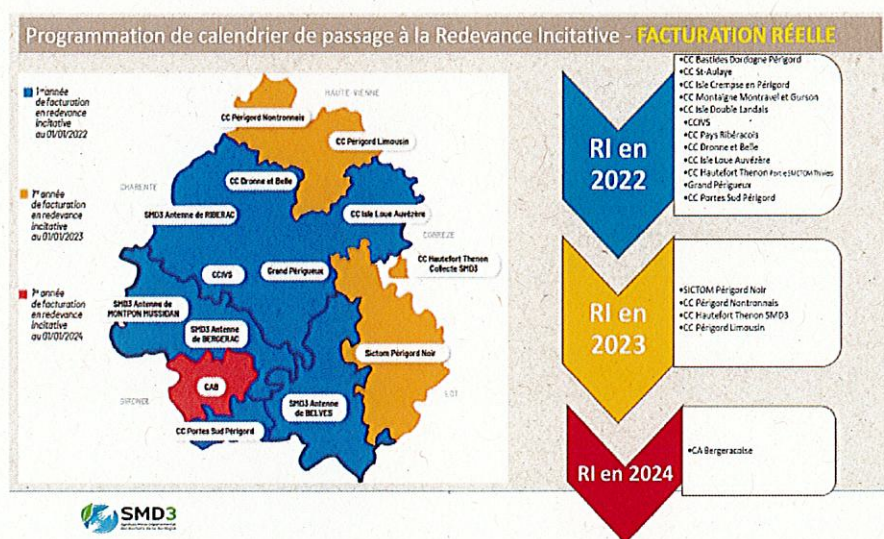 Programmation de calendrier de passage à la Redevance Incitative - FACTURATION RÉELLE
1re année
de facturation
en redevance
incitative
au 01/01/2022
1re année
de facturation
en redevance
incitative
au 01/01/2023
1re année
de facturation
en redevance
incitative
au 01/01/2024
HAUTE-VIENNE
CC Périgord Nontronnais
CC Périgord Limousin
CHARENTE
CC Dronne et Belle
SMD3 Antenne de RIBERAC
CC Isle Loue Auvézère
CORREZE
CC Hautefort Thenon
Collecte SMD3
CCIVS
Grand Périgueux
SMD3 Antenne de
MONTPON MUSSIDAN
SMD3 Antenne
de BERGERAC
Sictom Périgord Noir
CAB
GIRONDE
SMD3 Antenne
de BELVES
LOT
CC Portes Sud Périgord
RI en
2022
•CC Bastides Dordogne Périgord
•CC St-Aulaye
•CC Isle Crempse en Périgord
•CC Montaigne Montravel et Gurson
•CC Isle Double Landais
•CCIVS
•CC Pays Ribéracois
•CC Dronne et Belle
•CC Isle Loue Auvézère
•CC Hautefort Thenon
•Grand Périgueux
•CC Portes Sud Périgord
RI en
2023
•SICTOM Périgord Noir
•CC Périgord Nontronnais
•CC Hautefort Thenon SMD3
•CC Périgord Limousin
RI en 2024
•CA Bergeracoise
SMD3